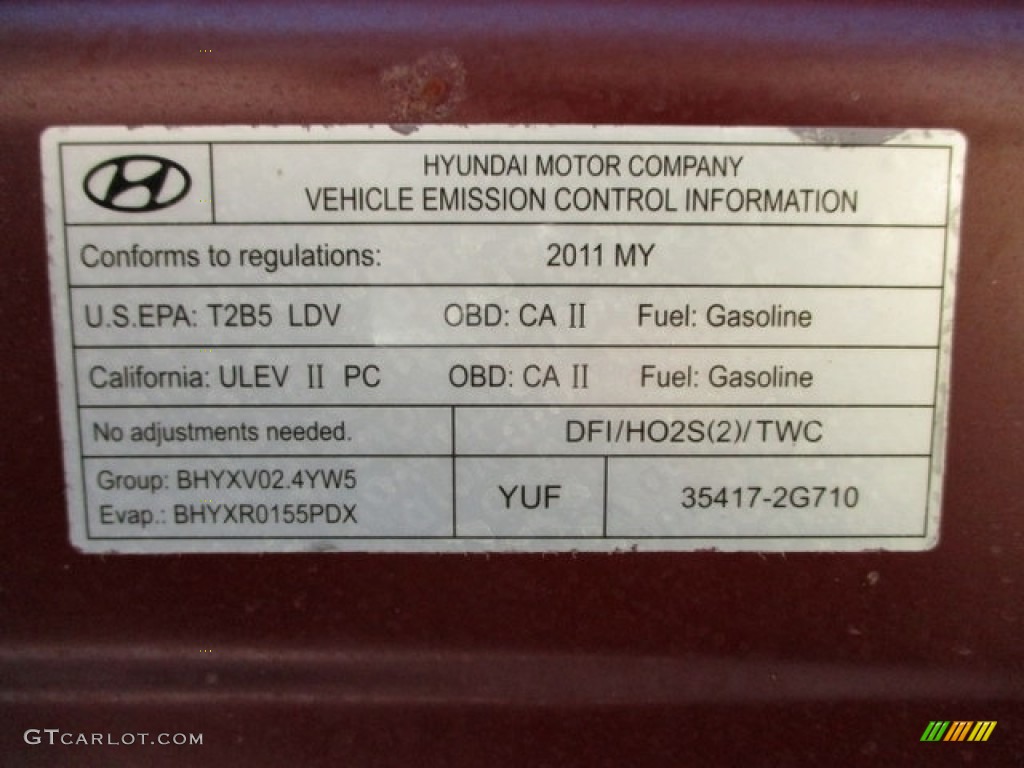 HYUNDAI MOTOR COMPANY
VEHICLE EMISSION CONTROL INFORMATION
Conforms to regulations: 2011 MY
U.S.EPA: T2B5 LDV OBD: CA II Fuel: Gasoline
California: ULEV II PC OBD: CA II Fuel: Gasoline
No adjustments needed. DFI/HO2S(2)/TWC
Group: BHYXV02.4YW5
Evap.: BHYXR0155PDX
YUF 35417-2G710
GTCARLOT.COM